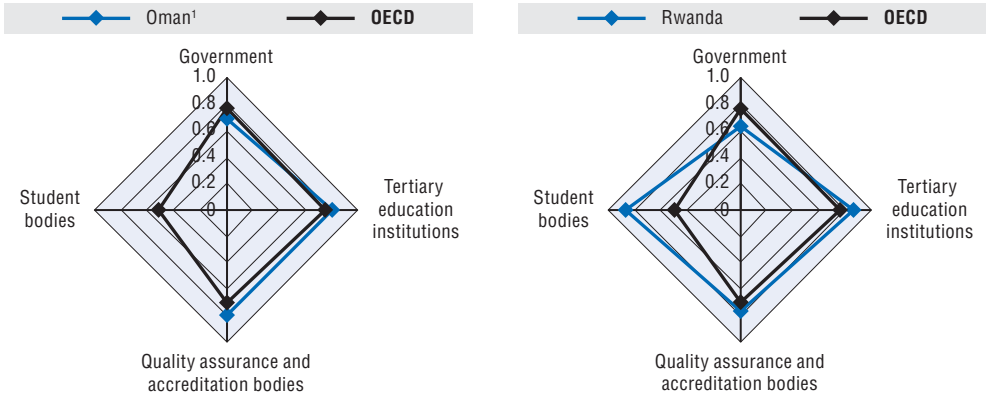 Oman¹ OECD
Government
1.0
0.8
0.6
0.4
0.2
0
Student
bodies
Tertiary
education
institutions
Quality assurance and
accreditation bodies
Rwanda OECD
Government
1.0
0.8
0.6
0.4
0.2
0
Student
bodies
Tertiary
education
institutions
Quality assurance and
accreditation bodies